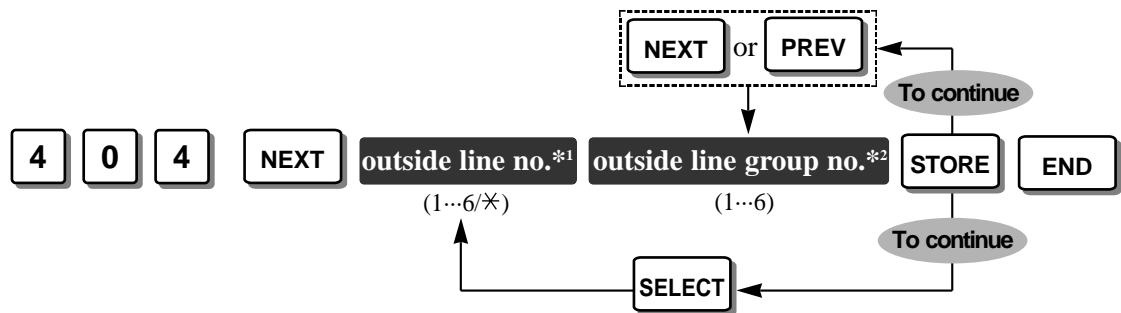 NEXT or PREV
To continue
4 0 4 NEXT outside line no.*1 outside line group no.*2 STORE END
(1···6/✳) (1···6)
To continue
SELECT